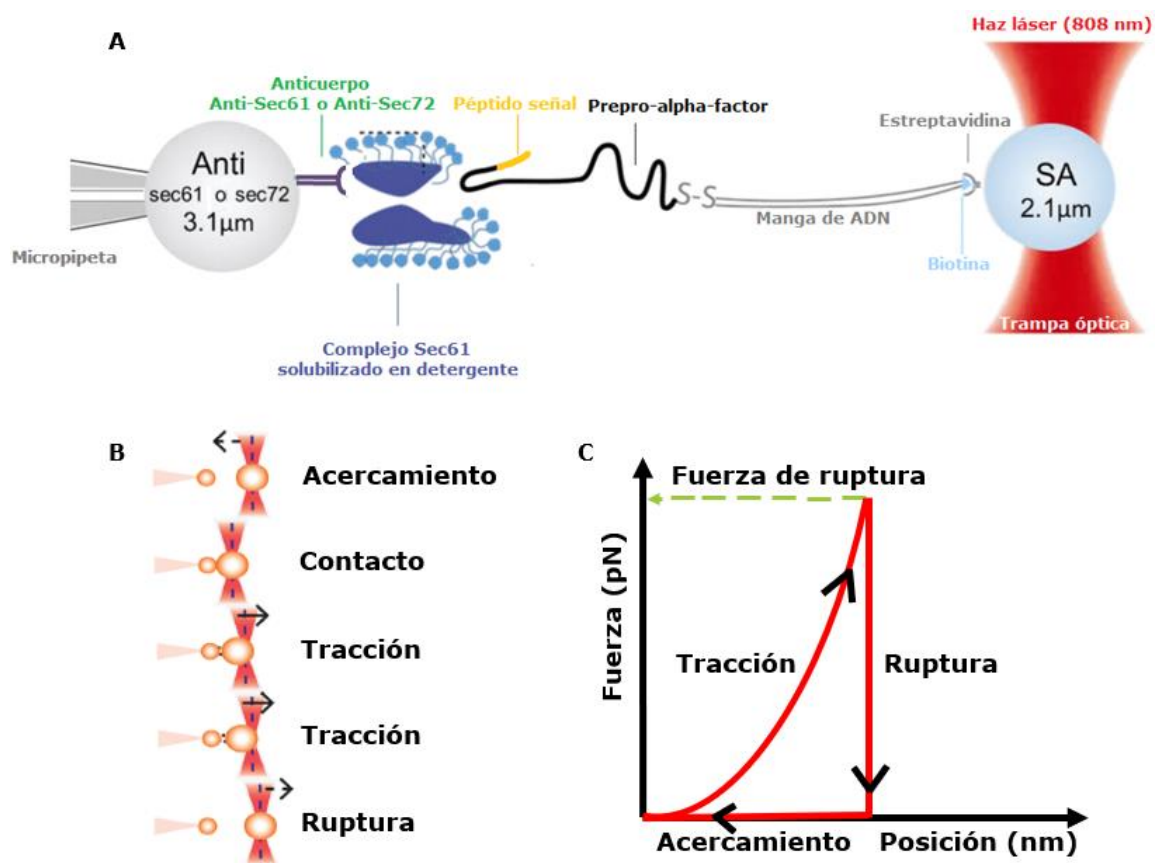 A
Haz láser (808 nm)
Anticuerpo
Anti-Sec61 o Anti-Sec72
Péptido señal
Prepro-alpha-factor
Estreptavidina
Anti
sec61 o sec72
3.1µm
SA
2.1µm
S-S
Manga de ADN
Micropipeta
Biotina
Trampa óptica
Complejo Sec61
solubilizado en detergente
B
Acercamiento
Contacto
Tracción
Tracción
Ruptura
C
Fuerza de ruptura
Fuerza (pN)
Tracción
Ruptura
Acercamiento
Posición (nm)